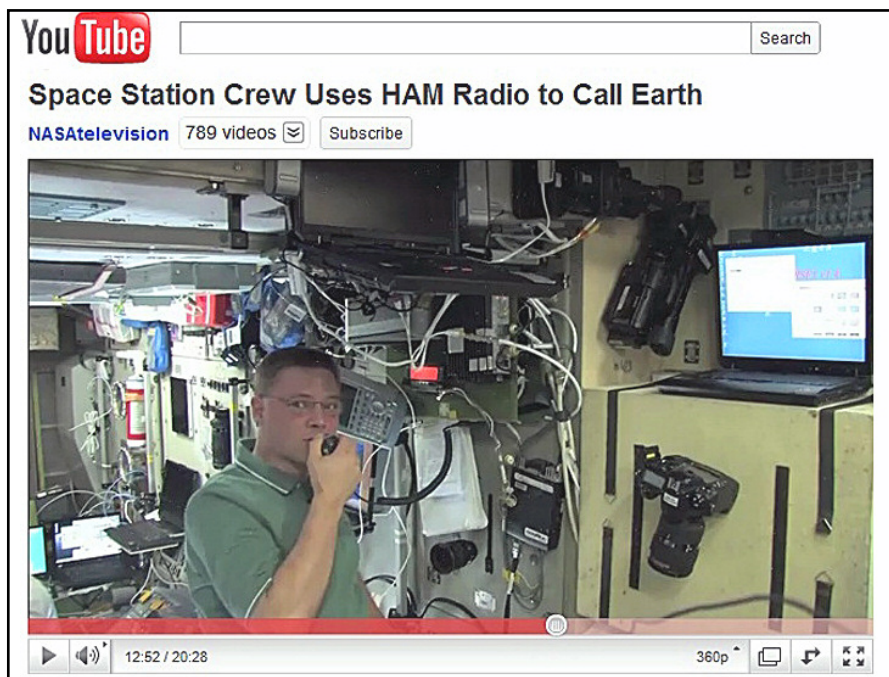 YouTube Search
Space Station Crew Uses HAM Radio to Call Earth
NASAtelevision 789 videos Subscribe
12:52 / 20:28 360p